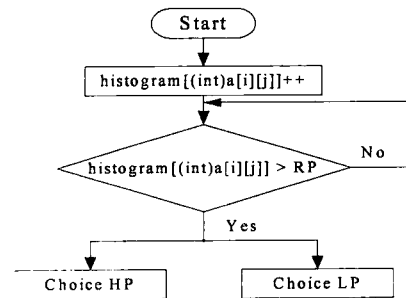 Start
histogram[(int)a[i][j]]++
histogram[(int)a[i][j]] > RP
No
Yes
Choice HP
Choice LP